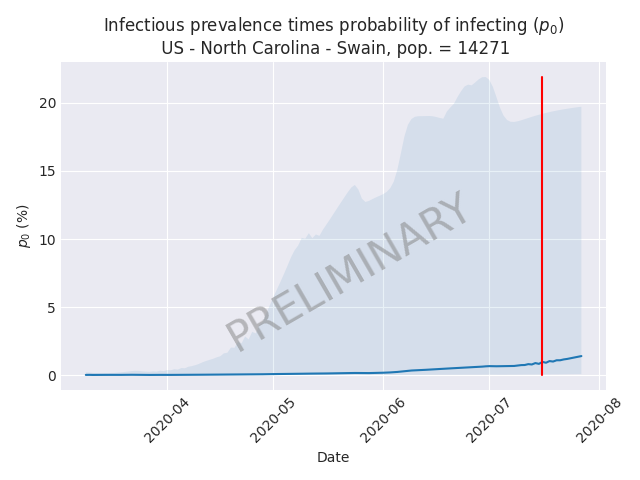 Infectious prevalence times probability of infecting (p₀)
US - North Carolina - Swain, pop. = 14271
20
15
10
5
0
p₀ (%)
PRELIMINARY
2020-04
2020-05
2020-06
2020-07
2020-08
Date